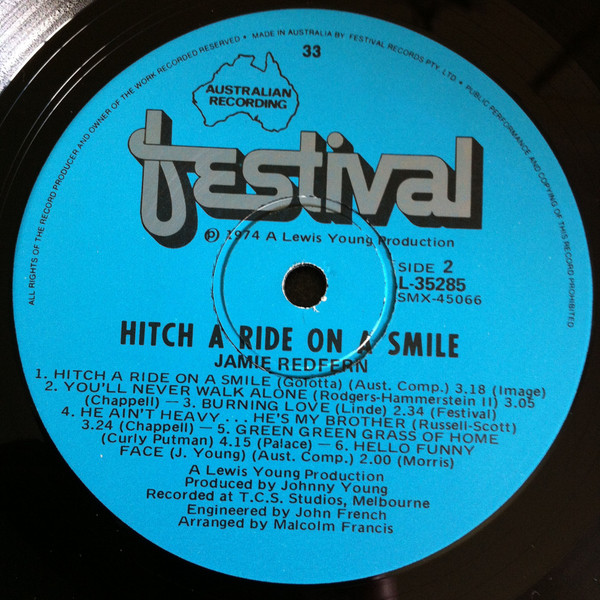 ALL RIGHTS OF THE RECORD PRODUCER AND OWNER OF THE WORK RECORDED RESERVED • MADE IN AUSTRALIA BY FESTIVAL RECORDS PTY. LTD. • PUBLIC PERFORMANCE AND COPYING OF THIS RECORD PROHIBITED
33
AUSTRALIAN
RECORDING
festival
℗ 1974 A Lewis Young Production
SIDE 2
L-35285
SMX-45066
HITCH A RIDE ON A SMILE
JAMIE REDFERN
1. HITCH A RIDE ON A SMILE (Golotta) (Aust. Comp.) 3.18 (Image)
2. YOU'LL NEVER WALK ALONE (Rodgers-Hammerstein II) 3.05
(Chappell) — 3. BURNING LOVE (Linde) 2.34 (Festival)
4. HE AIN'T HEAVY . . . HE'S MY BROTHER (Russell-Scott)
3.24 (Chappell) — 5. GREEN GREEN GRASS OF HOME
(Curly Putman) 4.15 (Palace) — 6. HELLO FUNNY
FACE (J. Young) (Aust. Comp.) 2.00 (Morris)
A Lewis Young Production
Produced by Johnny Young
Recorded at T.C.S. Studios, Melbourne
Engineered by John French
Arranged by Malcolm Francis